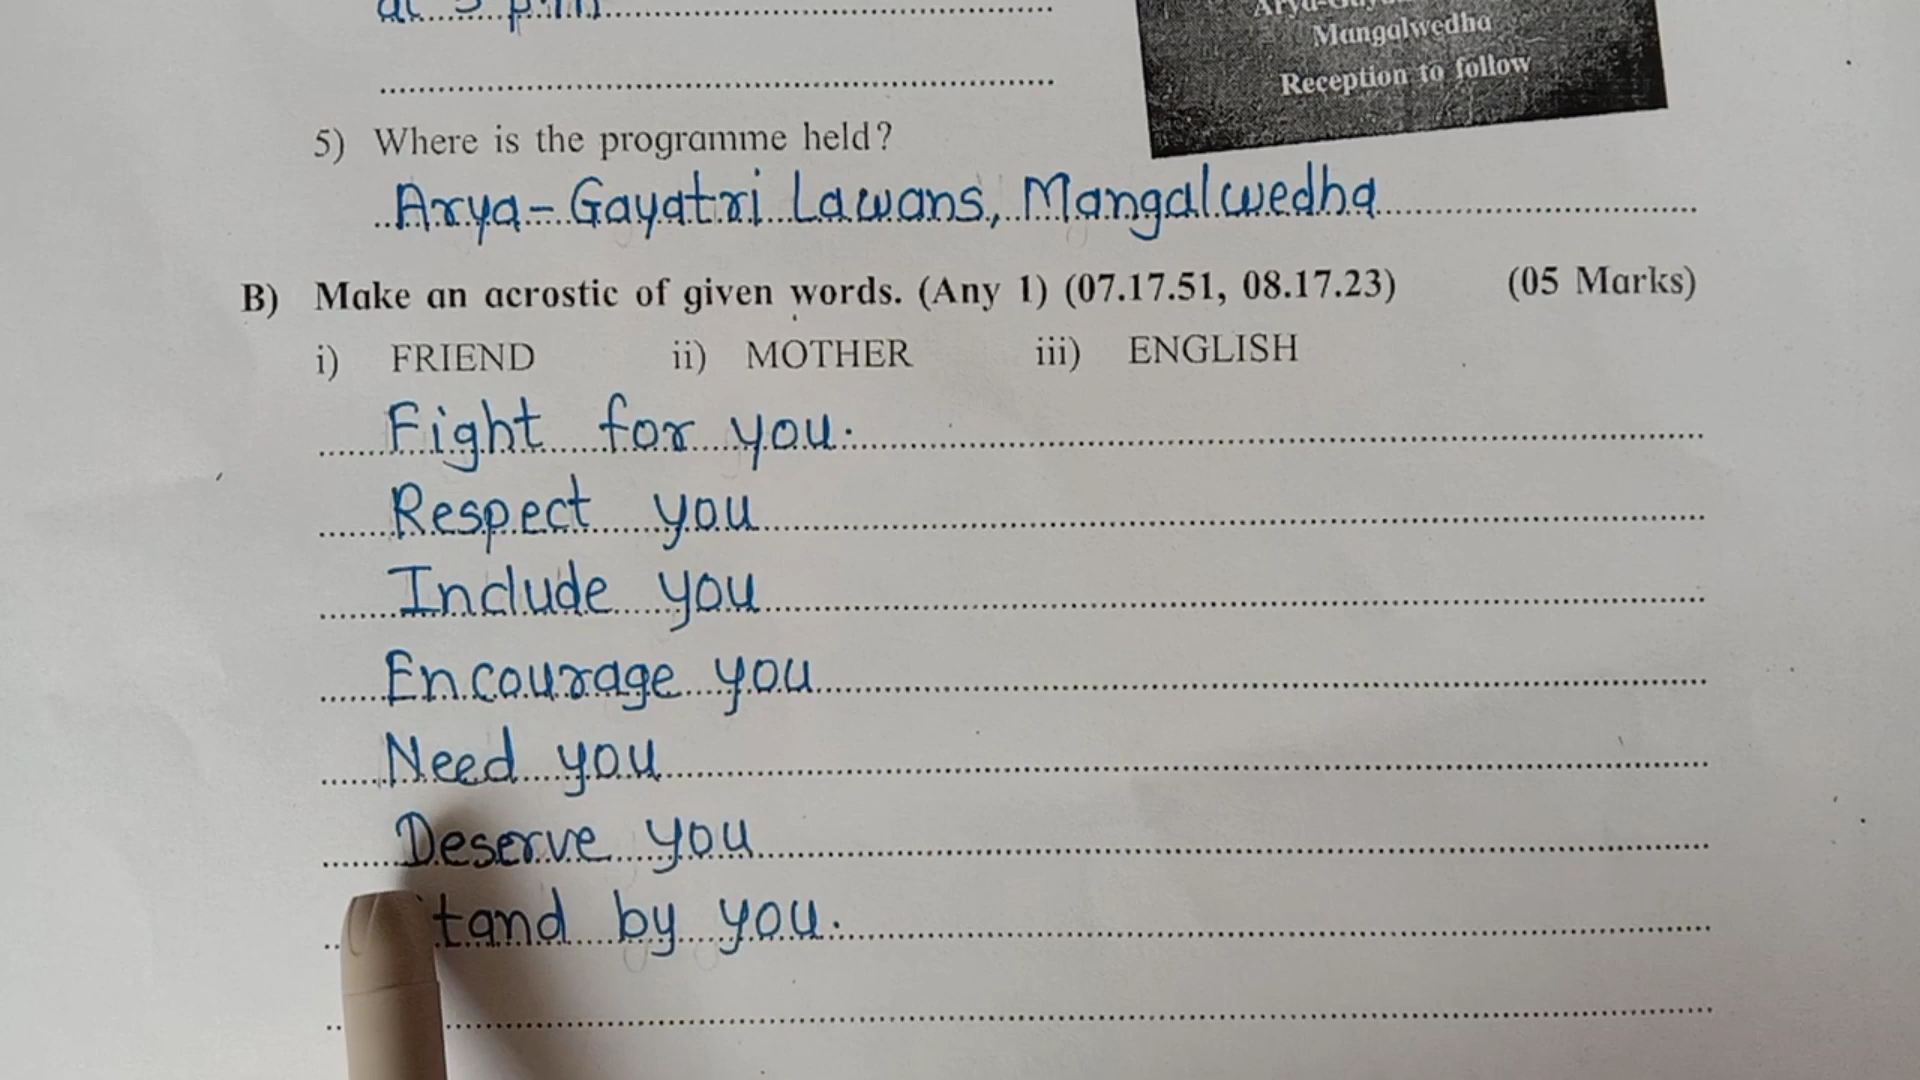 at 5 p.m
Mangalwedha
Reception to follow
5) Where is the programme held?
Arya-Gayatri Lawans, Mangalwedha
B) Make an acrostic of given words. (Any 1) (07.17.51, 08.17.23) (05 Marks)
i) FRIEND ii) MOTHER iii) ENGLISH
Fight for you.
Respect you
Include you
Encourage you
Need you
Deserve you
tand by you.